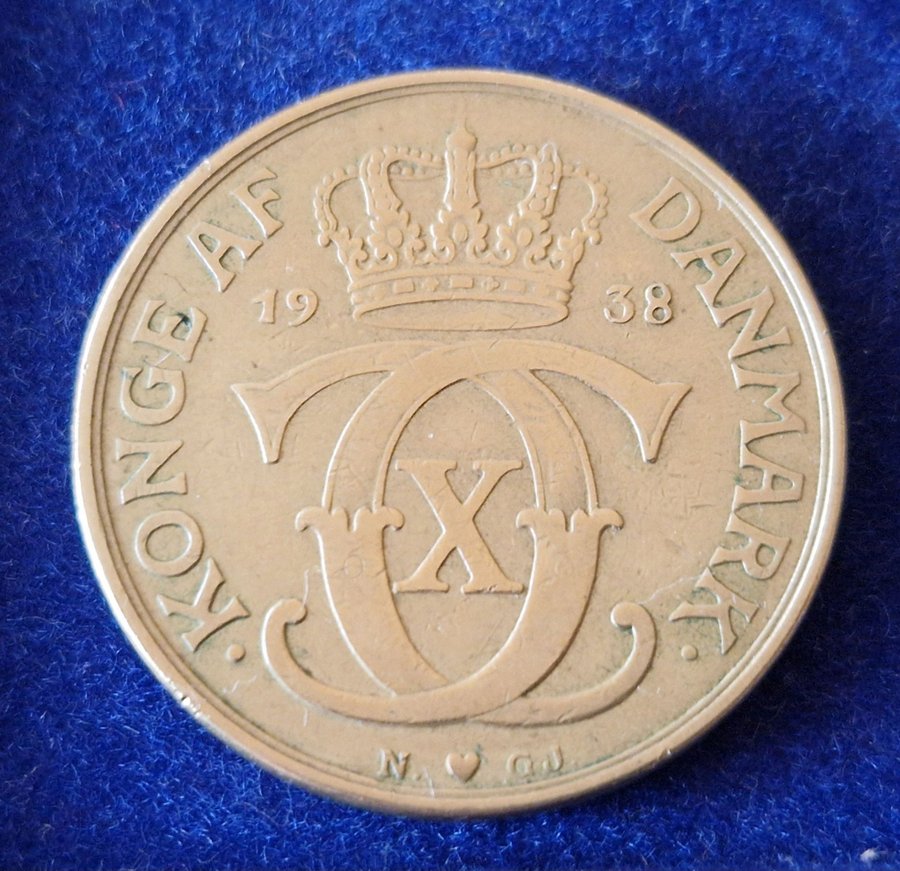 · KONGE AF DANMARK ·
19 38
X
N. ♥ GJ